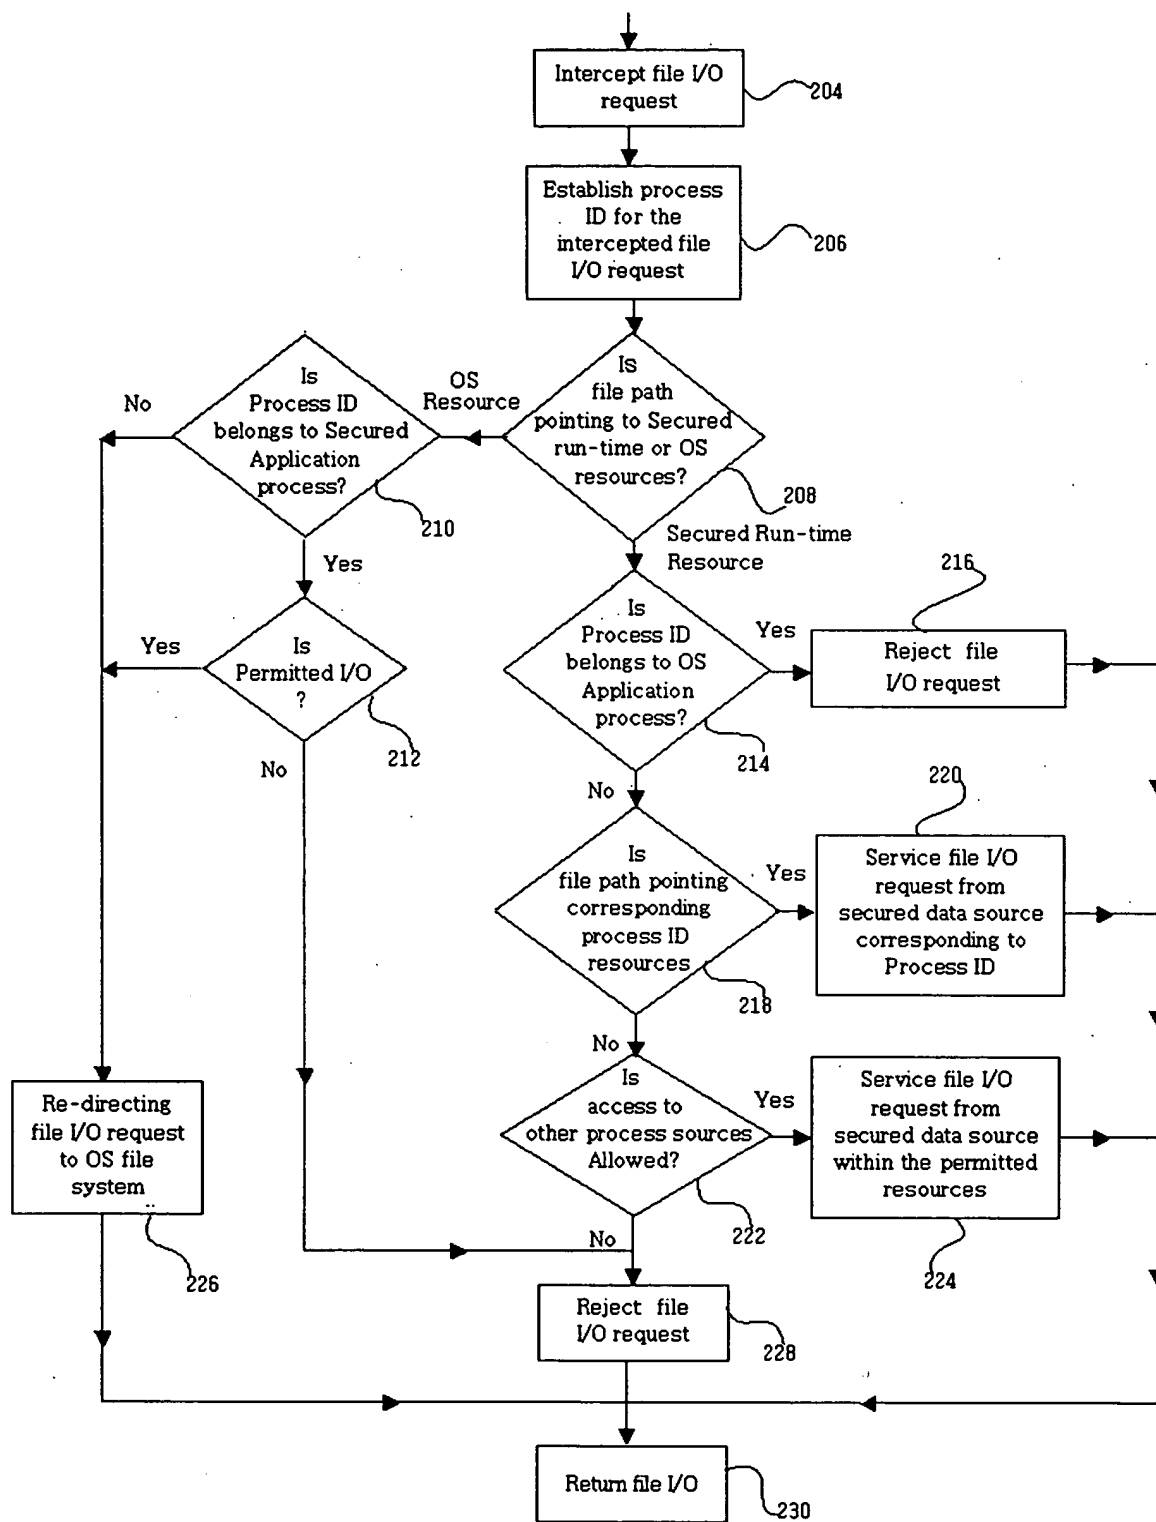 Intercept file I/O
request
204
Establish process
ID for the
intercepted file
I/O request
206
Is
file path
pointing to Secured
run-time or OS
resources?
208
OS
Resource
Is
Process ID
belongs to Secured
Application
process?
210
No
Yes
Secured Run-time
Resource
Is
Permitted I/O
?
212
Yes
No
Is
Process ID
belongs to OS
Application
process?
214
Yes
216
Reject file
I/O request
No
Is
file path pointing
corresponding
process ID
resources
218
Yes
220
Service file I/O
request from
secured data source
corresponding to
Process ID
No
Is
access to
other process sources
Allowed?
222
Yes
Service file I/O
request from
secured data source
within the permitted
resources
224
No
Re-directing
file I/O request
to OS file
system
226
Reject file
I/O request
228
Return file I/O
230